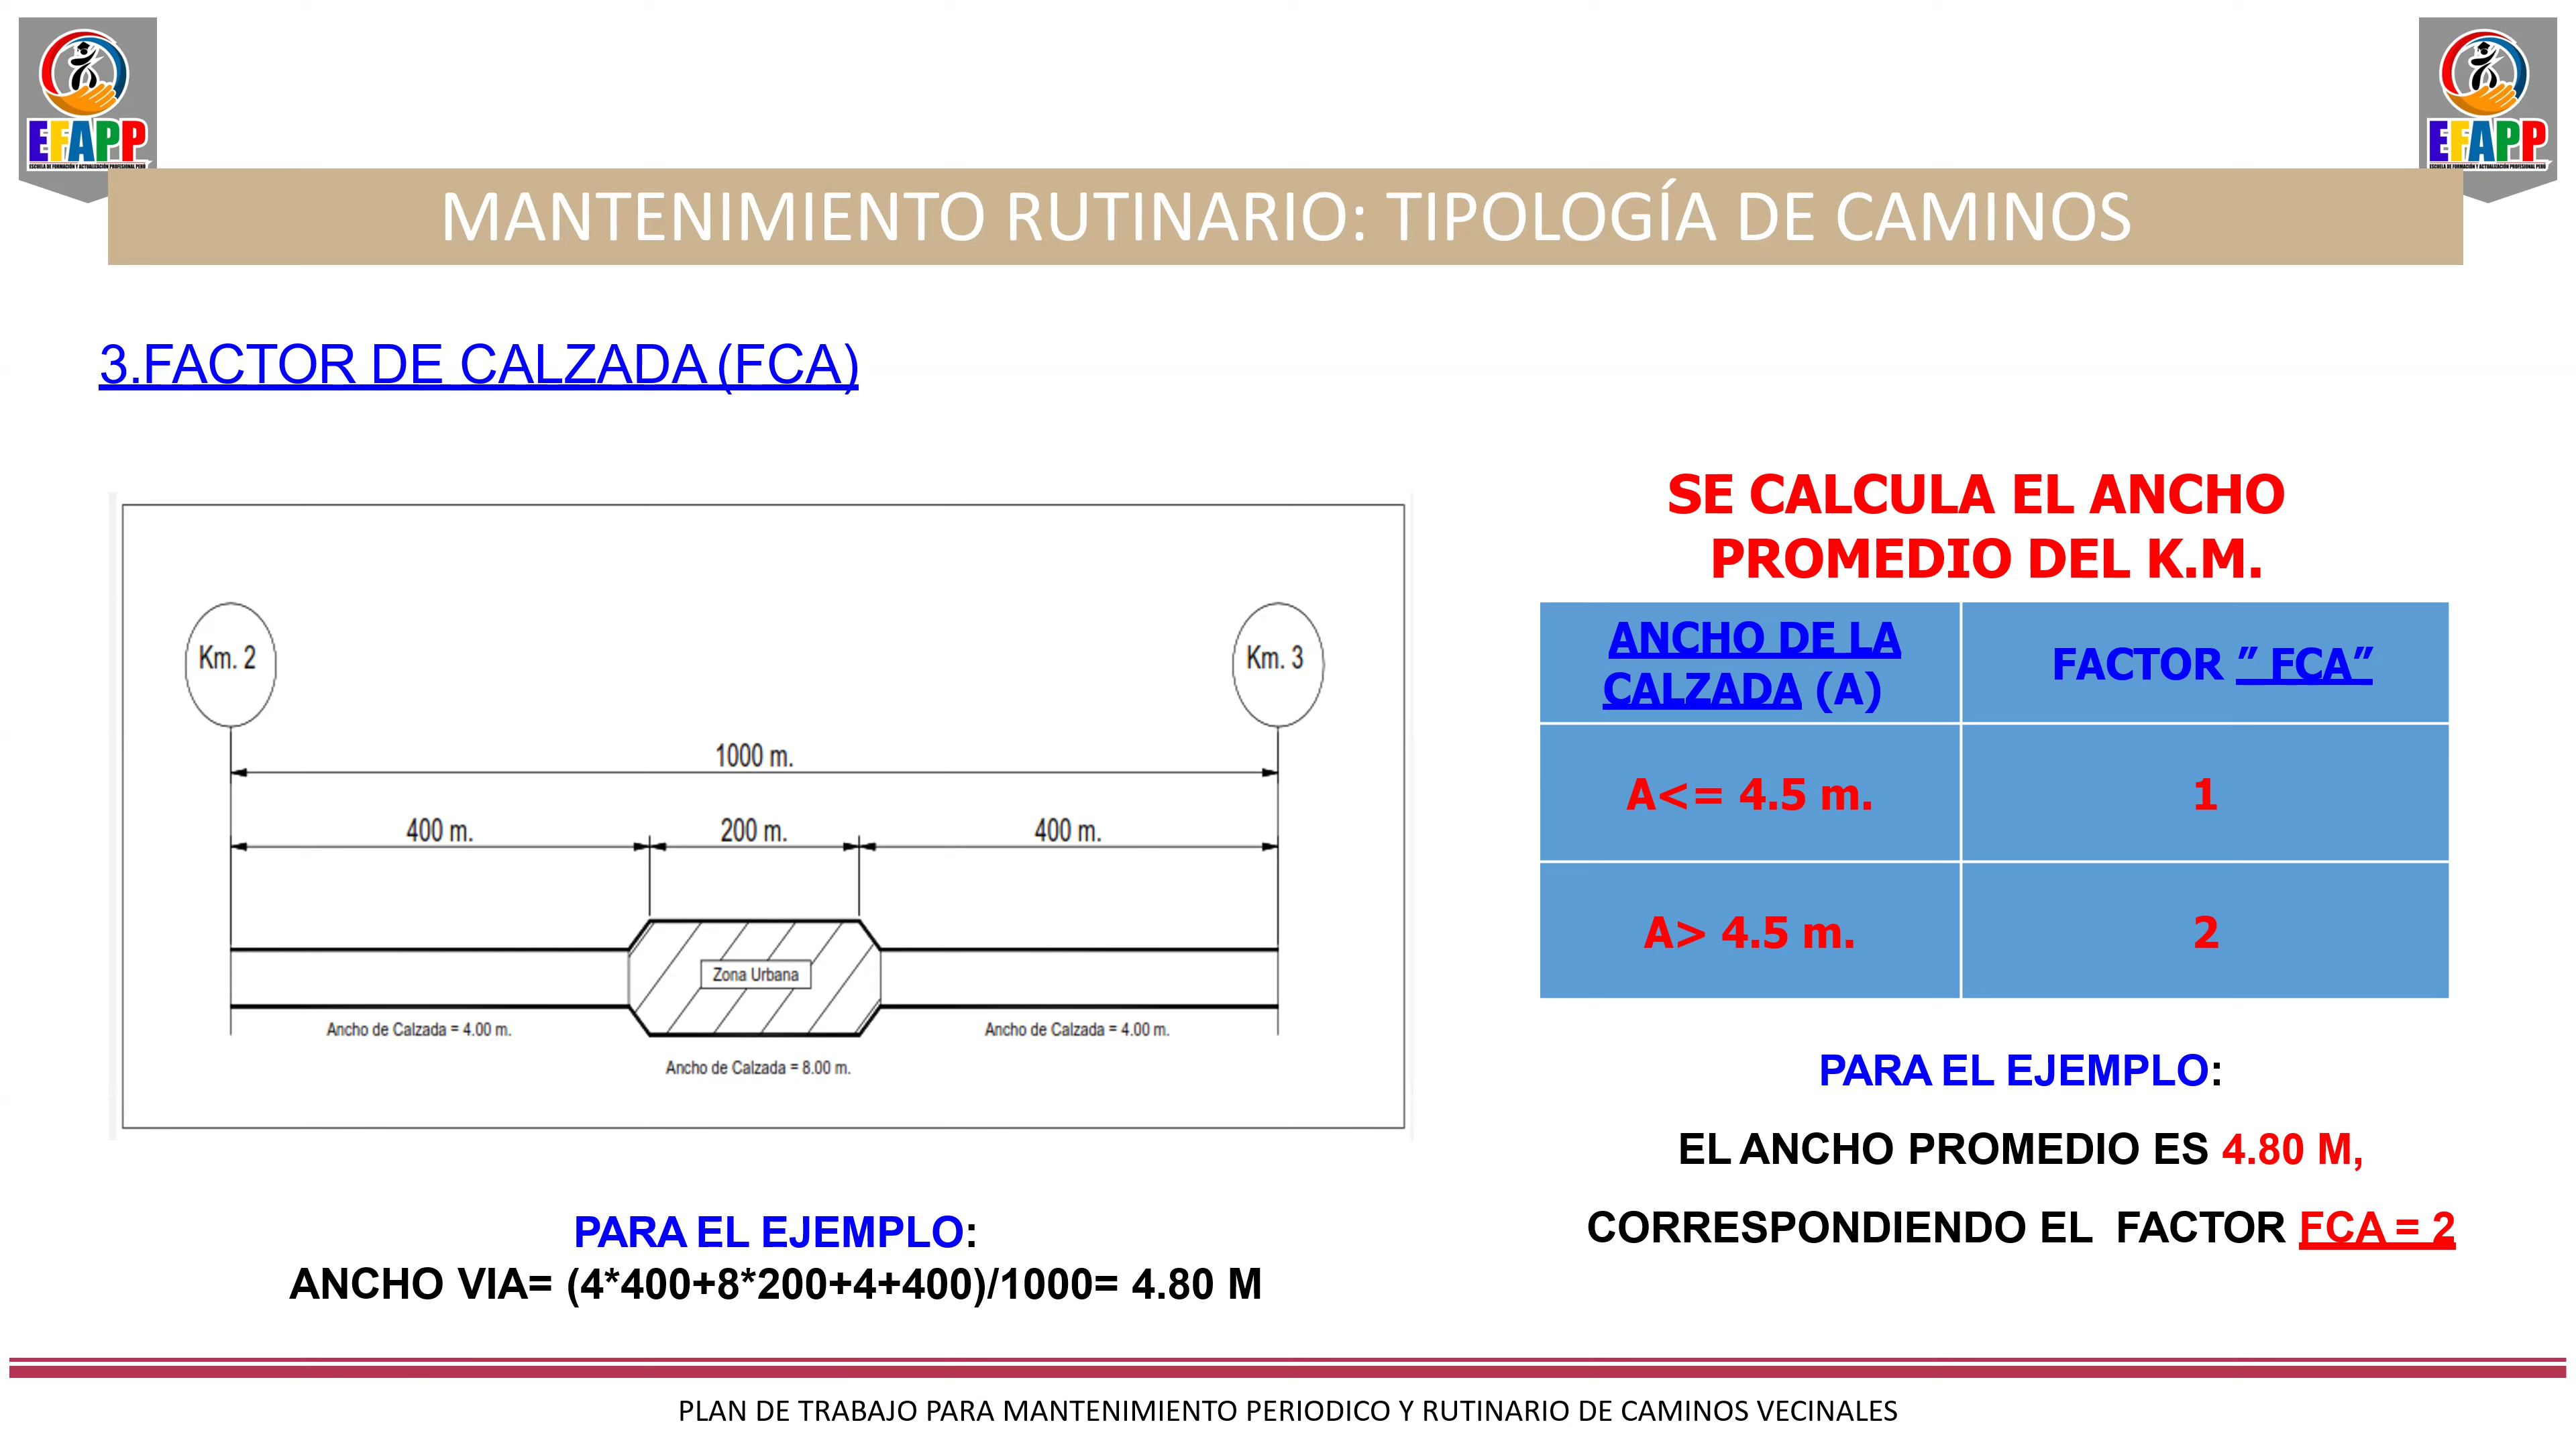 EFAPP
ESCUELA DE FORMACIÓN Y ACTUALIZACIÓN PROFESIONAL PERÚ
EFAPP
ESCUELA DE FORMACIÓN Y ACTUALIZACIÓN PROFESIONAL PERÚ
MANTENIMIENTO RUTINARIO: TIPOLOGÍA DE CAMINOS
3.FACTOR DE CALZADA (FCA)
Km. 2
Km. 3
1000 m.
400 m.
200 m.
400 m.
Zona Urbana
Ancho de Calzada = 4.00 m.
Ancho de Calzada = 4.00 m.
Ancho de Calzada = 8.00 m.
PARA EL EJEMPLO:
ANCHO VIA= (4*400+8*200+4+400)/1000= 4.80 M
SE CALCULA EL ANCHO
PROMEDIO DEL K.M.
ANCHO DE LA
CALZADA (A)
FACTOR ” FCA”
A<= 4.5 m.
1
A> 4.5 m.
2
PARA EL EJEMPLO:
EL ANCHO PROMEDIO ES 4.80 M,
CORRESPONDIENDO EL FACTOR FCA = 2
PLAN DE TRABAJO PARA MANTENIMIENTO PERIODICO Y RUTINARIO DE CAMINOS VECINALES